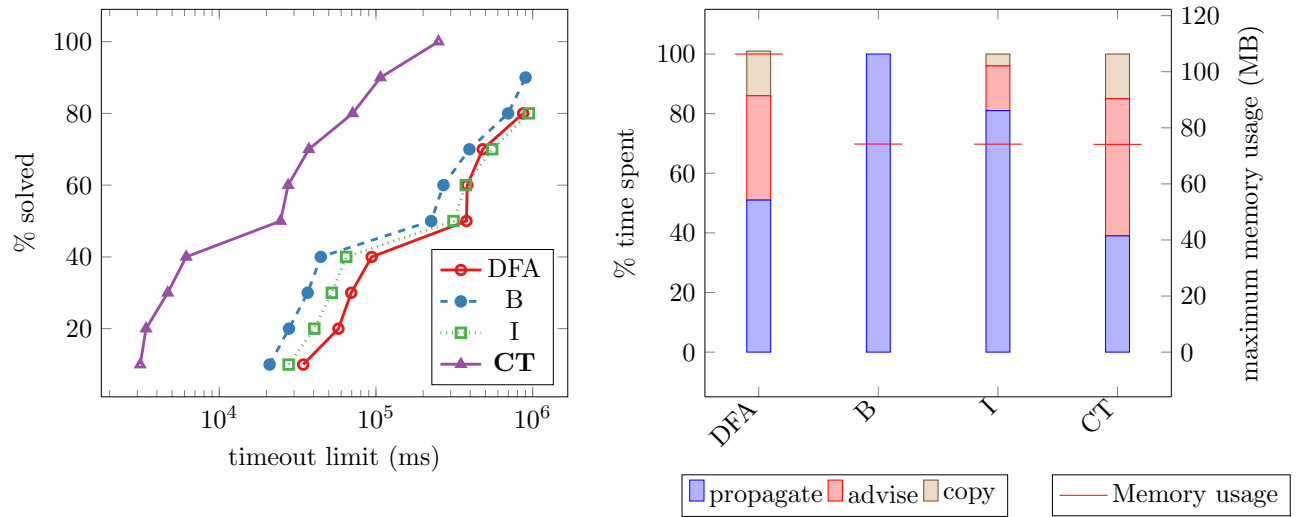 100
80
60
40
20
% solved
10^4
10^5
10^6
timeout limit (ms)
DFA
B
I
CT
100
80
60
40
20
0
% time spent
120
100
80
60
40
20
0
maximum memory usage (MB)
DFA
B
I
CT
propagate advise copy
Memory usage